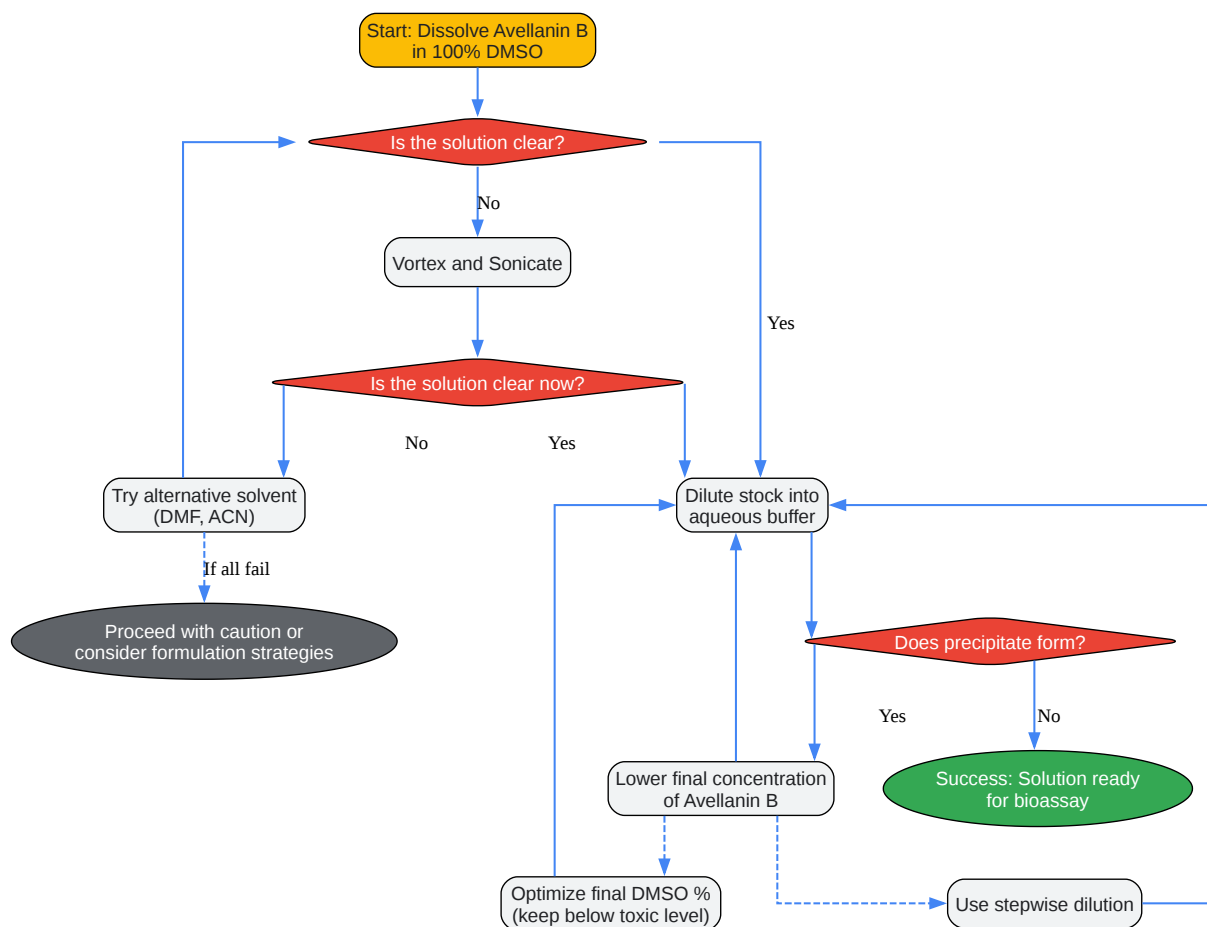 Start: Dissolve Avellanin B
in 100% DMSO
Is the solution clear?
No
Vortex and Sonicate
Yes
Is the solution clear now?
No
Yes
Try alternative solvent
(DMF, ACN)
Dilute stock into
aqueous buffer
If all fail
Proceed with caution or
consider formulation strategies
Does precipitate form?
Yes
No
Lower final concentration
of Avellanin B
Success: Solution ready
for bioassay
Optimize final DMSO %
(keep below toxic level)
Use stepwise dilution